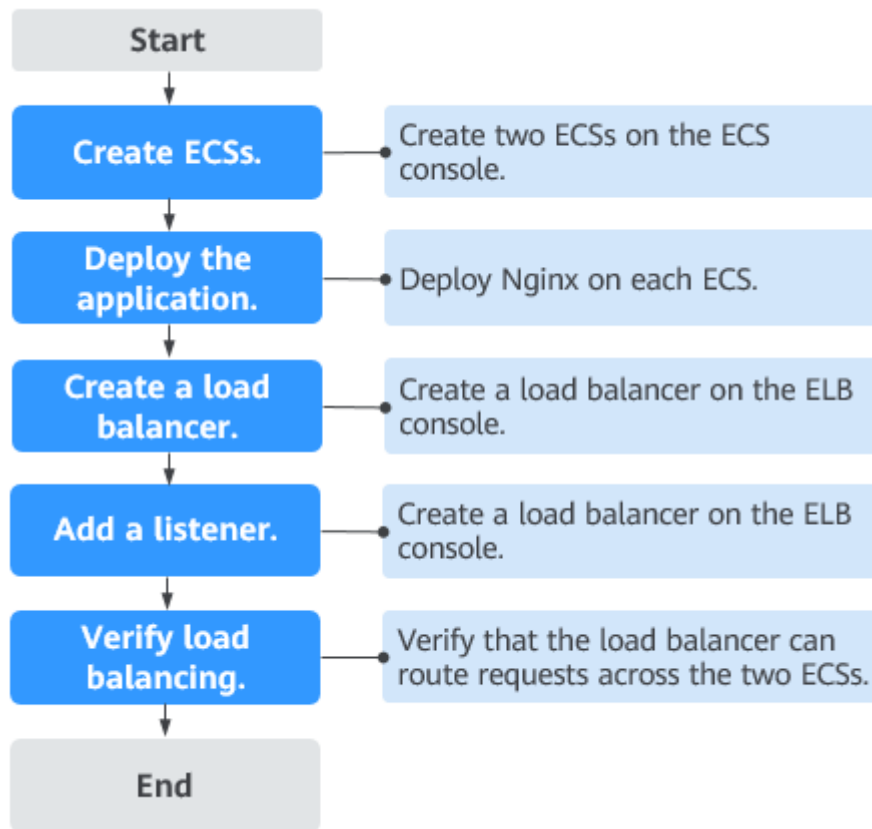 Start
Create ECSs.
Create two ECSs on the ECS
console.
Deploy the
application.
Deploy Nginx on each ECS.
Create a load
balancer.
Create a load balancer on the ELB
console.
Add a listener.
Create a load balancer on the ELB
console.
Verify load
balancing.
Verify that the load balancer can
route requests across the two ECSs.
End